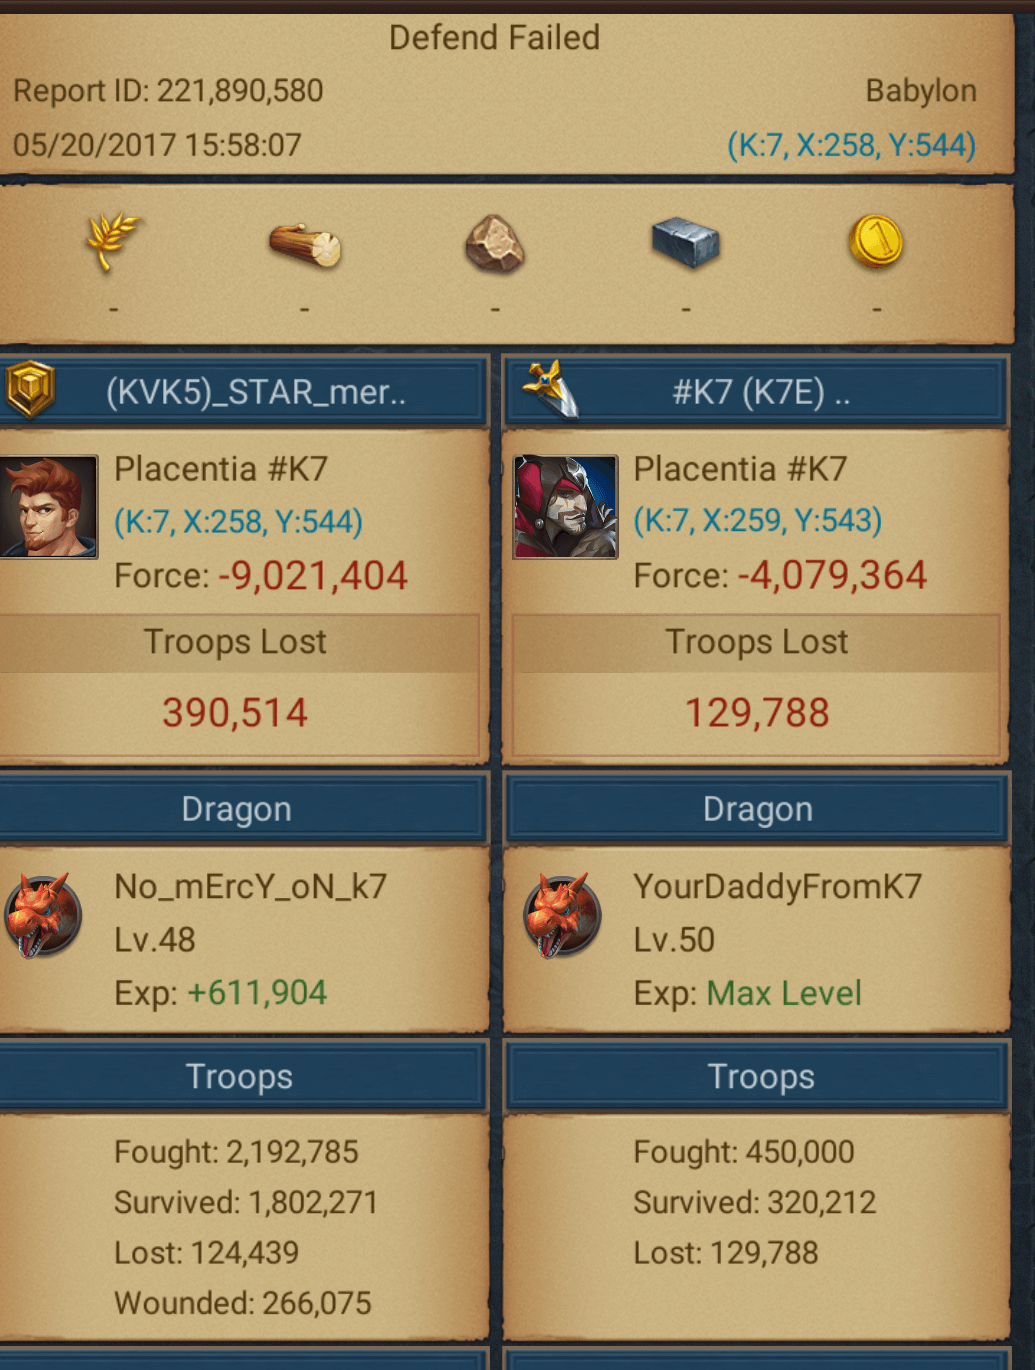 Defend Failed
Report ID: 221,890,580
Babylon
05/20/2017 15:58:07
(K:7, X:258, Y:544)
- - - - -
(KVK5)_STAR_mer..
Placentia #K7
(K:7, X:258, Y:544)
Force: -9,021,404
Troops Lost
390,514
#K7 (K7E) ..
Placentia #K7
(K:7, X:259, Y:543)
Force: -4,079,364
Troops Lost
129,788
Dragon
No_mErcY_oN_k7
Lv.48
Exp: +611,904
Dragon
YourDaddyFromK7
Lv.50
Exp: Max Level
Troops
Fought: 2,192,785
Survived: 1,802,271
Lost: 124,439
Wounded: 266,075
Troops
Fought: 450,000
Survived: 320,212
Lost: 129,788